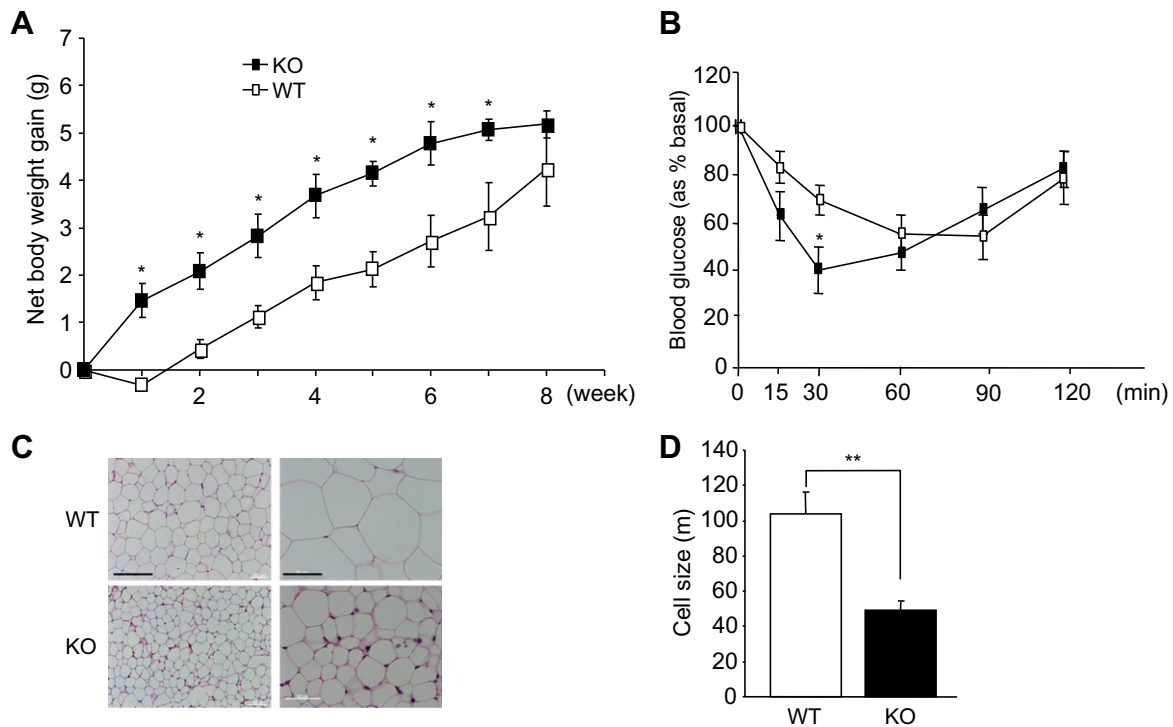 A
Net body weight gain (g)
7
6
5
4
3
2
1
0
KO
WT
* * * * * * *
2 4 6 8 (week)
B
Blood glucose (as % basal)
120
100
80
60
40
20
0
*
0 15 30 60 90 120 (min)
C
WT
KO
D
Cell size (m)
140
120
100
80
60
40
20
0
**
WT KO